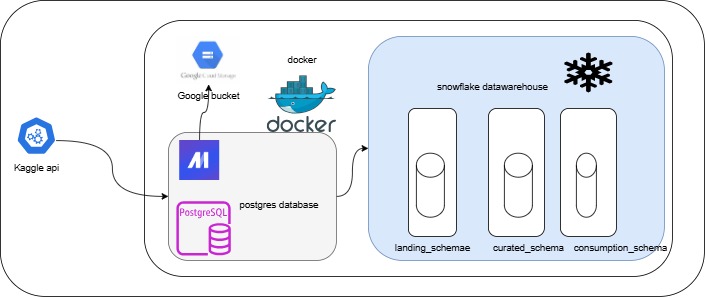 docker
Google Cloud Storage
Google bucket
docker
snowflake datawarehouse
Kaggle api
M
PostgreSQL
postgres database
landing_schemae
curated_schema
consumption_schema